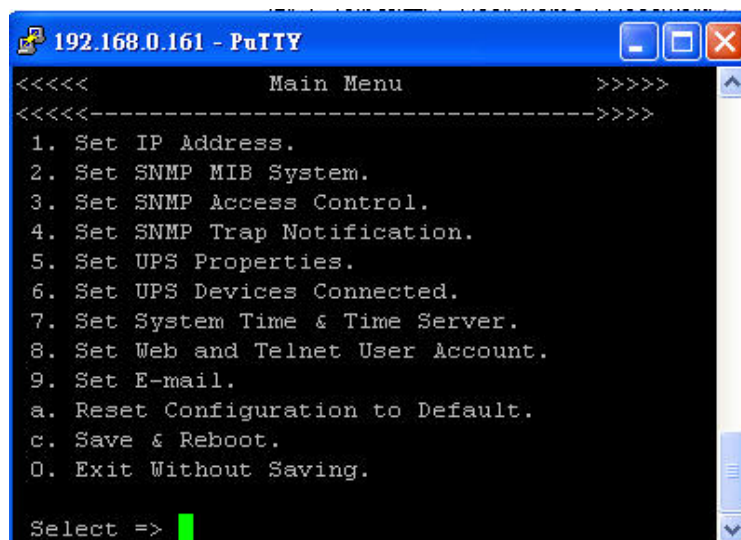 192.168.0.161 - PuTTY
<<<<< Main Menu >>>>>
<<<<<----------------------------------->>>>
1. Set IP Address.
2. Set SNMP MIB System.
3. Set SNMP Access Control.
4. Set SNMP Trap Notification.
5. Set UPS Properties.
6. Set UPS Devices Connected.
7. Set System Time & Time Server.
8. Set Web and Telnet User Account.
9. Set E-mail.
a. Reset Configuration to Default.
c. Save & Reboot.
0. Exit Without Saving.
Select =>